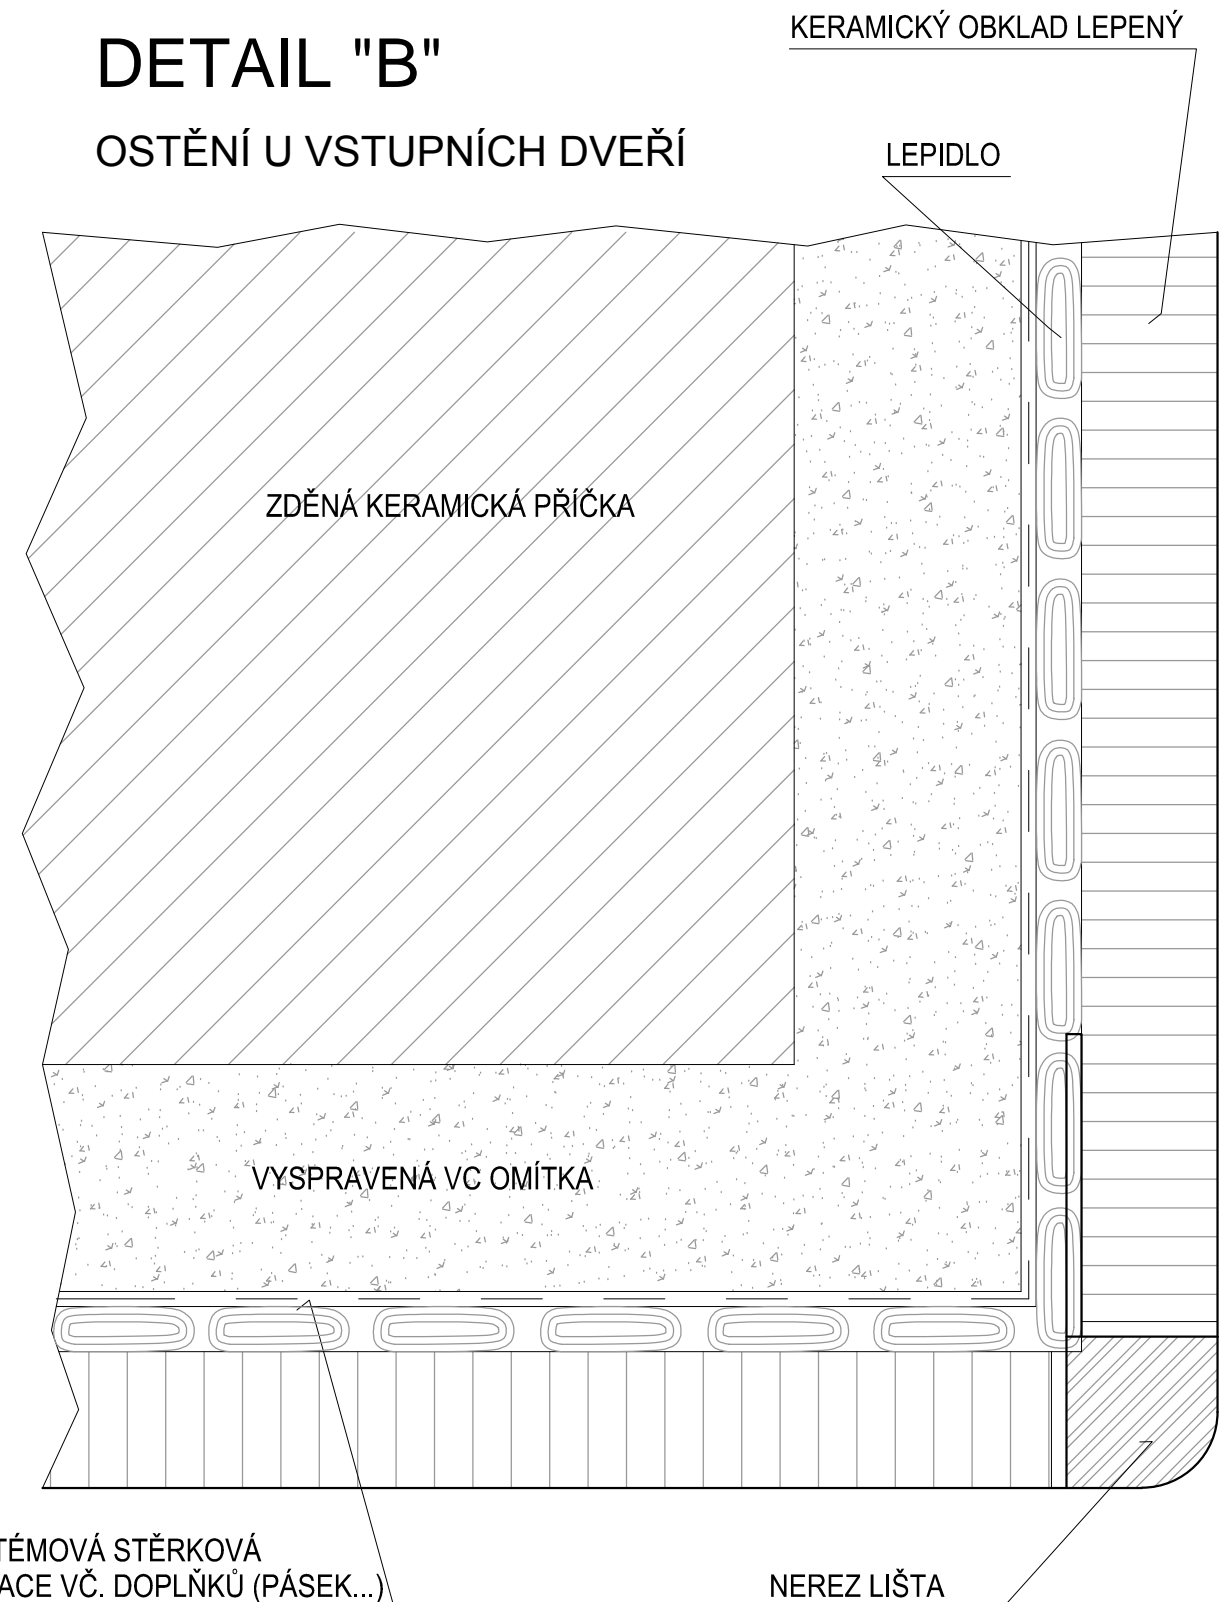 DETAIL "B"
KERAMICKÝ OBKLAD LEPENÝ
OSTĚNÍ U VSTUPNÍCH DVEŘÍ
LEPIDLO
ZDĚNÁ KERAMICKÁ PŘÍČKA
VYSPRAVENÁ VC OMÍTKA
TÉMOVÁ STĚRKOVÁ
ACE VČ. DOPLŇKŮ (PÁSEK...)
NEREZ LIŠTA